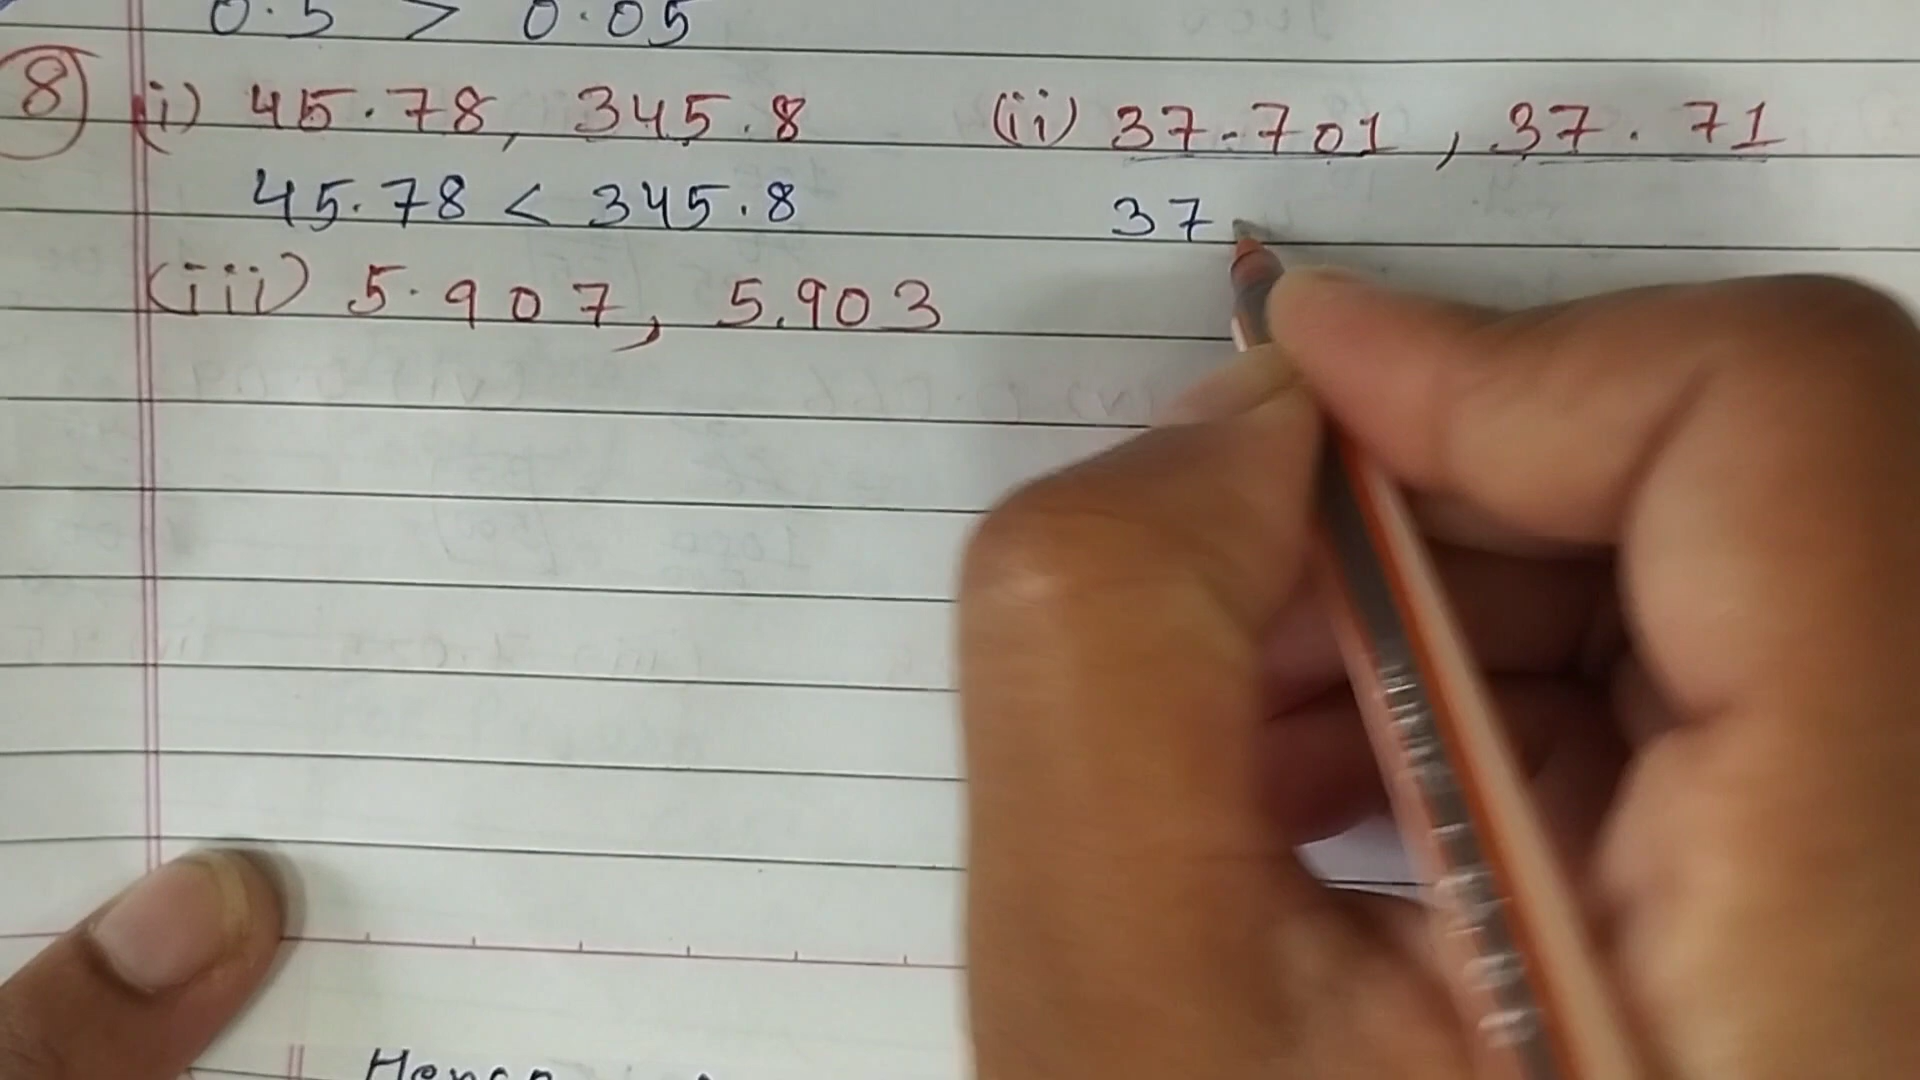 0.5 > 0.05
8 (i) 45.78, 345.8 (ii) 37.701, 37.71
45.78 < 345.8 37
(iii) 5.907, 5.903
Hence